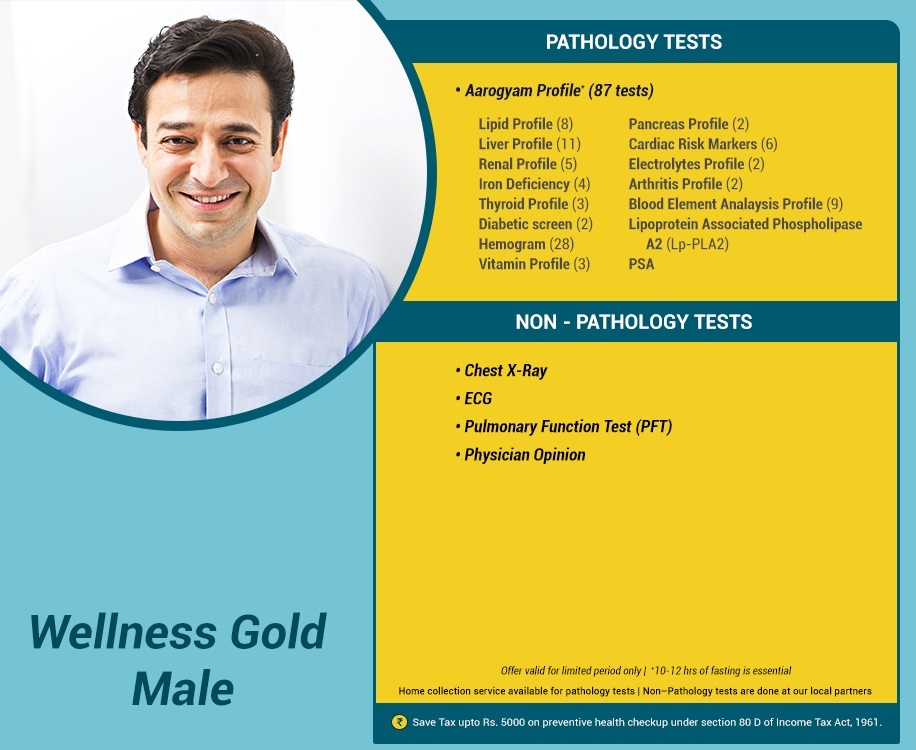 PATHOLOGY TESTS
• Aarogyam Profile* (87 tests)
Lipid Profile (8)
Liver Profile (11)
Renal Profile (5)
Iron Deficiency (4)
Thyroid Profile (3)
Diabetic screen (2)
Hemogram (28)
Vitamin Profile (3)
Pancreas Profile (2)
Cardiac Risk Markers (6)
Electrolytes Profile (2)
Arthritis Profile (2)
Blood Element Analaysis Profile (9)
Lipoprotein Associated Phospholipase
A2 (Lp-PLA2)
PSA
NON - PATHOLOGY TESTS
• Chest X-Ray
• ECG
• Pulmonary Function Test (PFT)
• Physician Opinion
Wellness Gold
Male
Offer valid for limited period only | *10-12 hrs of fasting is essential
Home collection service available for pathology tests | Non–Pathology tests are done at our local partners
₹ Save Tax upto Rs. 5000 on preventive health checkup under section 80 D of Income Tax Act, 1961.